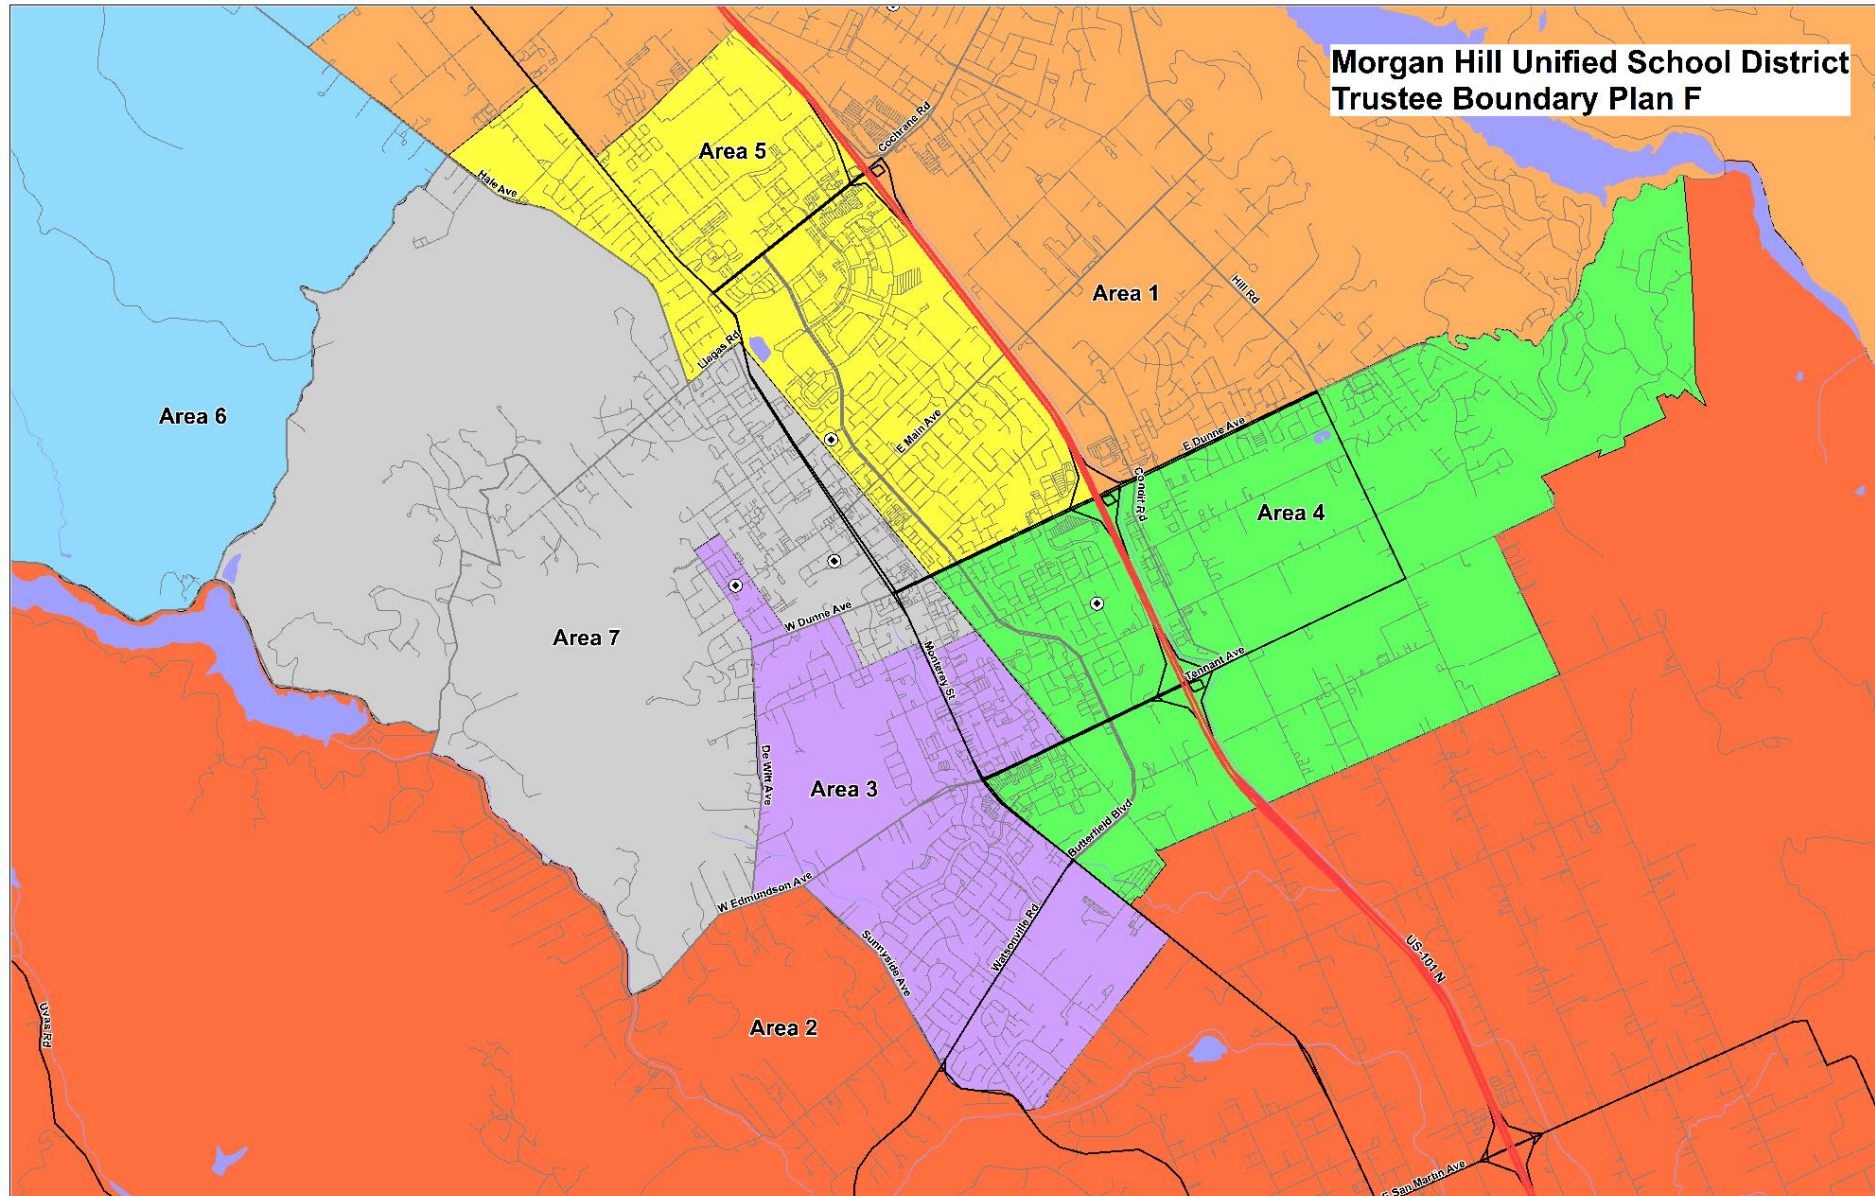 Morgan Hill Unified School District
Trustee Boundary Plan F
Cochrane Rd
Area 5
Hale Ave
Area 1
Hill Rd
Llagas Rd
Area 6
E Main Ave
E Dunne Ave
Condit Rd
Area 4
W Dunne Ave
Area 7
Monterey St
Tennant Ave
De Witt Ave
Area 3
Butterfield Blvd
W Edmundson Ave
Watsonville Rd
Sunnyside Ave
US-101 N
Area 2
Uvas Rd
E San Martin Ave